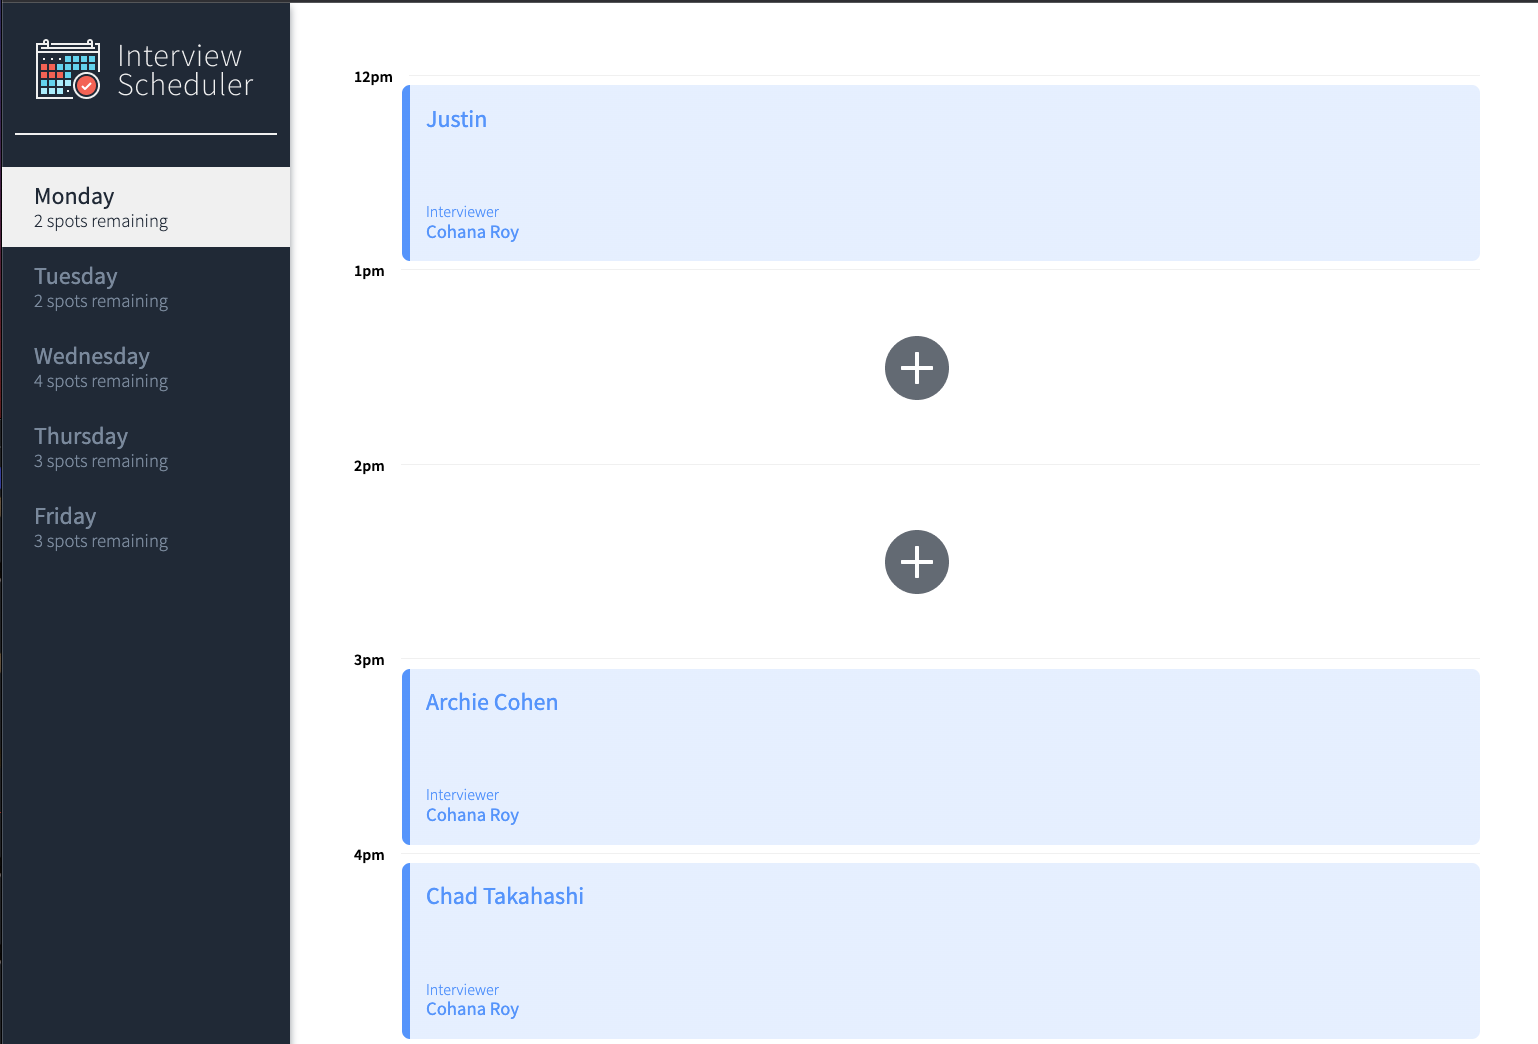 Interview
Scheduler
Monday
2 spots remaining
Tuesday
2 spots remaining
Wednesday
4 spots remaining
Thursday
3 spots remaining
Friday
3 spots remaining
12pm
Justin
Interviewer
Cohana Roy
1pm
2pm
3pm
Archie Cohen
Interviewer
Cohana Roy
4pm
Chad Takahashi
Interviewer
Cohana Roy